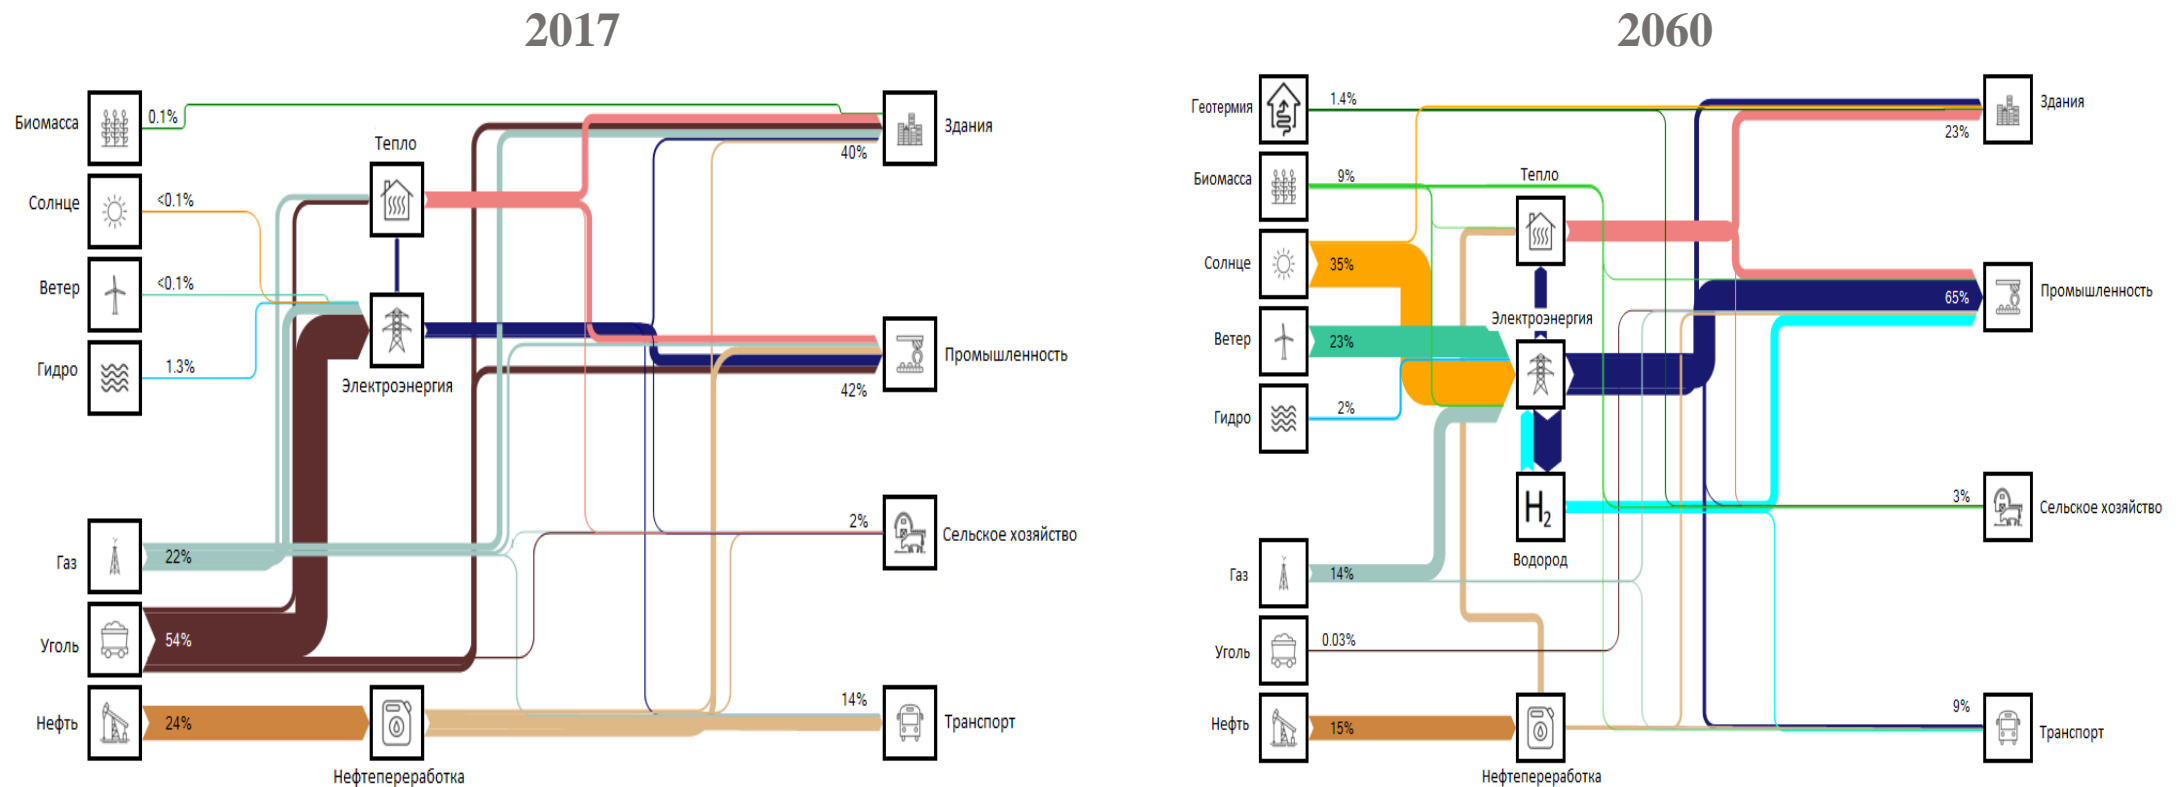 2017
Биомасса
0.1%
Солнце
<0.1%
Ветер
<0.1%
Гидро
1.3%
Газ
22%
Уголь
54%
Нефть
24%
Тепло
Электроэнергия
Нефтепереработка
Здания
40%
Промышленность
42%
Сельское хозяйство
2%
Транспорт
14%
2060
Геотермия
1.4%
Биомасса
9%
Солнце
35%
Ветер
23%
Гидро
2%
Газ
14%
Уголь
0.03%
Нефть
15%
Тепло
Электроэнергия
H2
Водород
Нефтепереработка
Здания
23%
Промышленность
65%
Сельское хозяйство
3%
Транспорт
9%